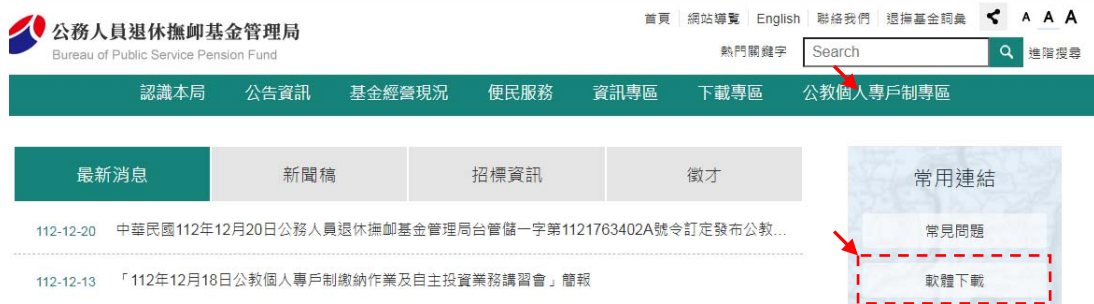 首頁 網站導覽 English 聯絡我們 退撫基金詞彙 A A A
公務人員退休撫卹基金管理局
Bureau of Public Service Pension Fund
熱門關鍵字 Search 進階搜尋
認識本局 公告資訊 基金經營現況 便民服務 資訊專區 下載專區 公教個人專戶制專區
最新消息 新聞稿 招標資訊 徵才 常用連結
112-12-20 中華民國112年12月20日公務人員退休撫卹基金管理局台管儲一字第1121763402A號令訂定發布公教... 常見問題
112-12-13 「112年12月18日公教個人專戶制繳納作業及自主投資業務講習會」簡報 軟體下載